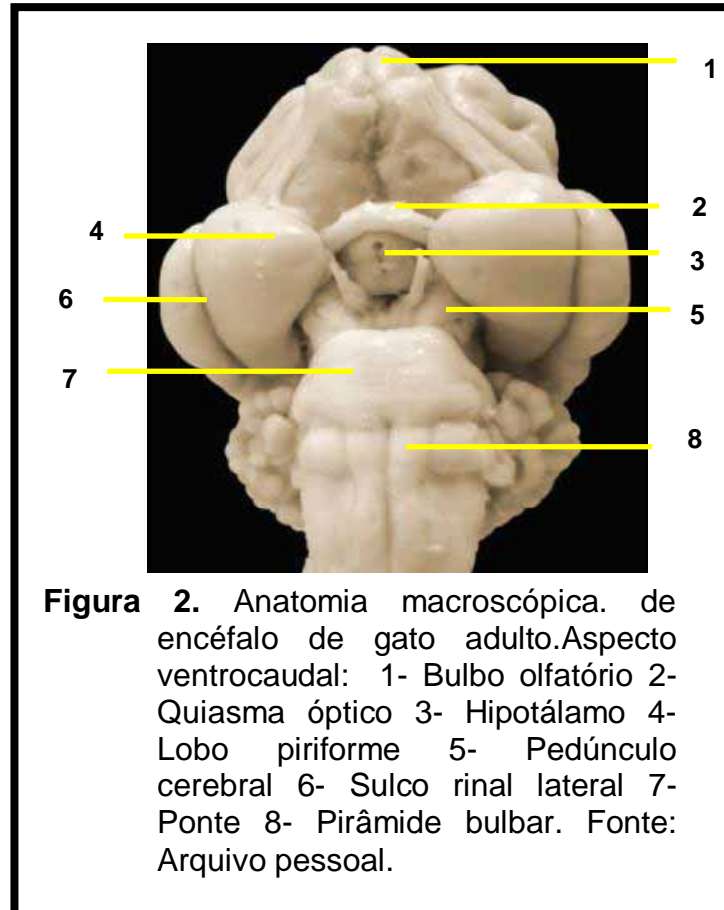 1
2
4
3
6
5
7
8
Figura 2. Anatomia macroscópica. de
encéfalo de gato adulto.Aspecto
ventrocaudal: 1- Bulbo olfatório 2-
Quiasma óptico 3- Hipotálamo 4-
Lobo piriforme 5- Pedúnculo
cerebral 6- Sulco rinal lateral 7-
Ponte 8- Pirâmide bulbar. Fonte:
Arquivo pessoal.